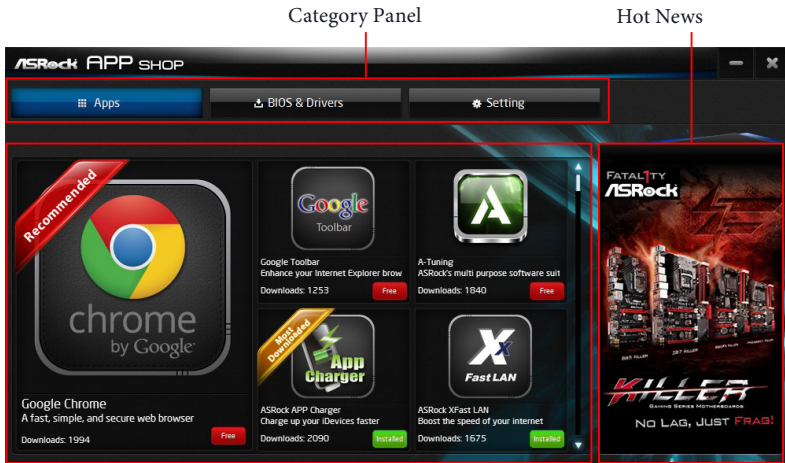 Category Panel
Hot News
ASRock APP SHOP
Apps
BIOS & Drivers
Setting
Recommended
chrome
by Google
Google Chrome
A fast, simple, and secure web browser
Downloads: 1994
Free
Google
Toolbar
Google Toolbar
Enhance your Internet Explorer brow
Downloads: 1253
Free
A
A-Tuning
ASRock's multi purpose software suit
Downloads: 1840
Free
Most
Downloaded
App
Charger
ASRock APP Charger
Charge up your iDevices faster
Downloads: 2090
Installed
X
Fast LAN
ASRock XFast LAN
Boost the speed of your internet
Downloads: 1675
Installed
FATAL1TY
ASRock
B85 KILLER
Z87 KILLER
KILLER
GAMING SERIES MOTHERBOARDS
NO LAG, JUST FRAG!